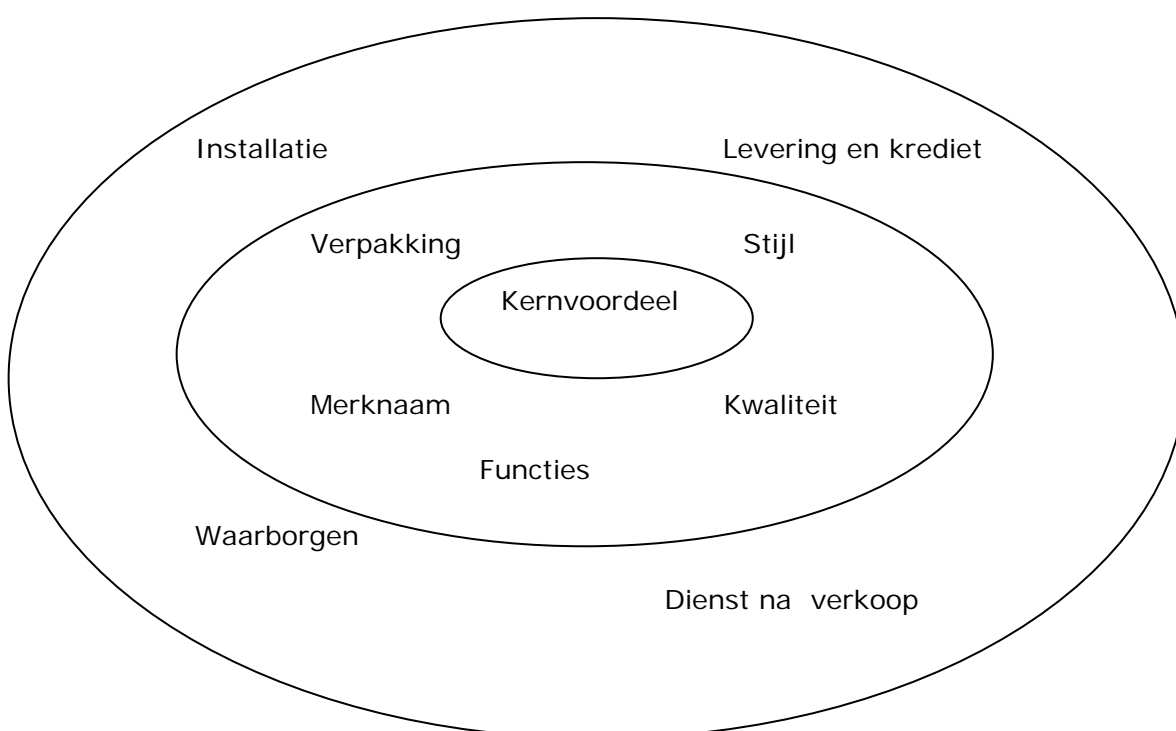 Installatie
Levering en krediet
Verpakking
Stijl
Kernvoordeel
Merknaam
Kwaliteit
Functies
Waarborgen
Dienst na verkoop